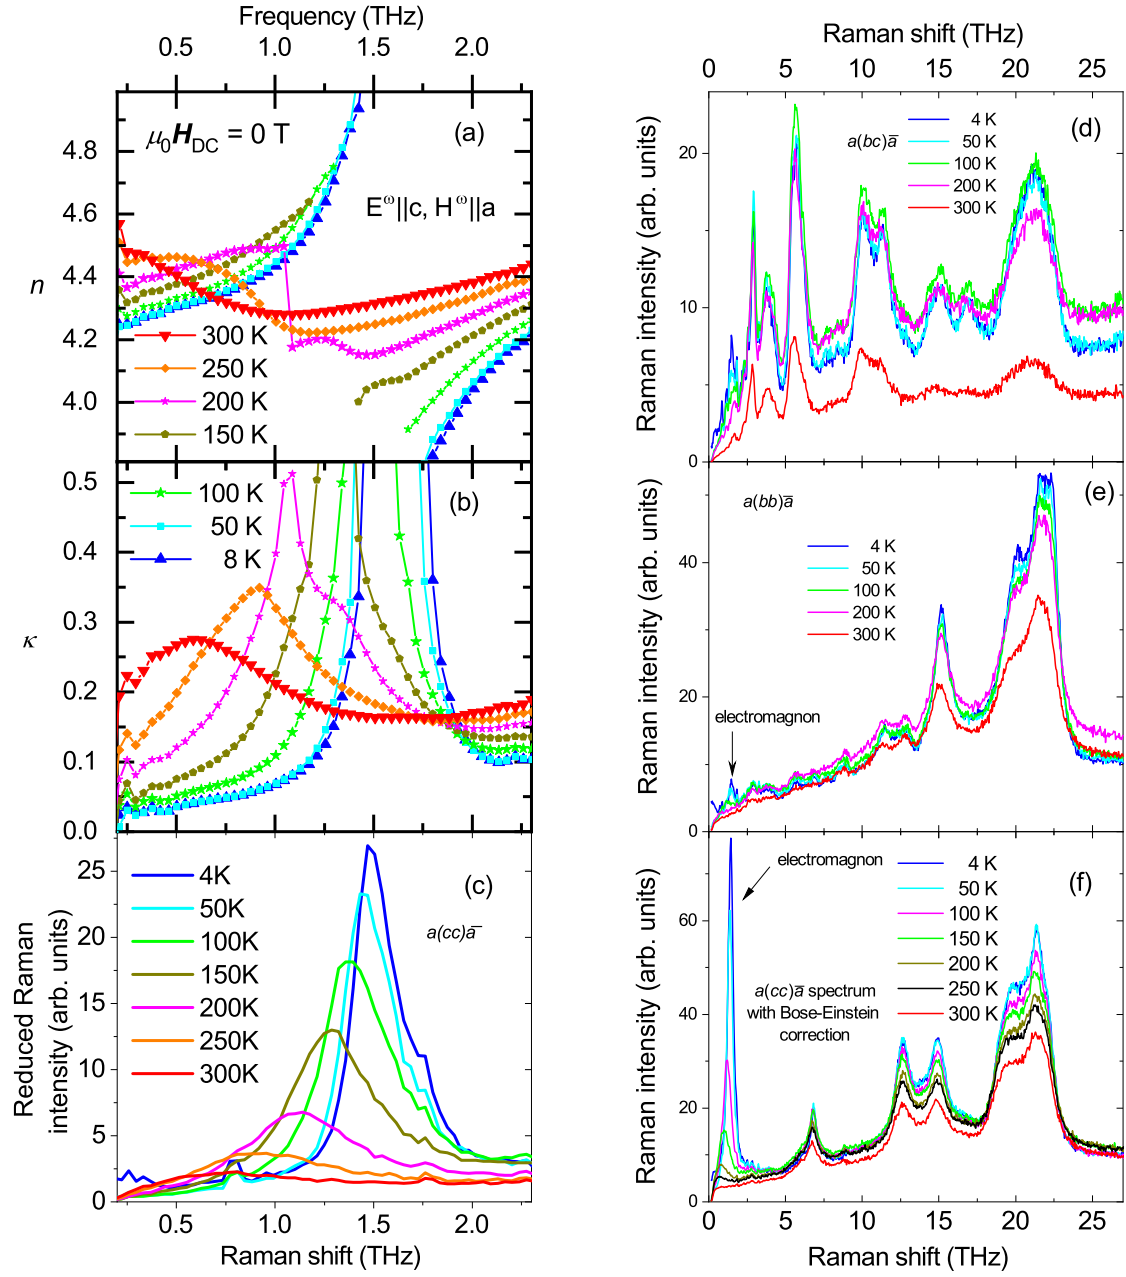 Frequency (THz)
0.5 1.0 1.5 2.0
(a)
μ₀H_DC = 0 T
E^ω||c, H^ω||a
4.8
4.6
4.4
4.2
4.0
n
300 K
250 K
200 K
150 K
(b)
100 K
50 K
8 K
0.5
0.4
0.3
0.2
0.1
0.0
κ
(c)
a(cc)a̅
4K
50K
100K
150K
200K
250K
300K
25
20
15
10
5
0
Reduced Raman
intensity (arb. units)
0.5 1.0 1.5 2.0
Raman shift (THz)
Raman shift (THz)
0 5 10 15 20 25
(d)
a(bc)a̅
4 K
50 K
100 K
200 K
300 K
20
10
0
Raman intensity (arb. units)
(e)
a(bb)a̅
4 K
50 K
100 K
200 K
300 K
electromagnon
40
20
0
Raman intensity (arb. units)
(f)
electromagnon
4 K
50 K
100 K
150 K
200 K
250 K
300 K
a(cc)a̅ spectrum
with Bose-Einstein
correction
60
40
20
0
Raman intensity (arb. units)
0 5 10 15 20 25
Raman shift (THz)